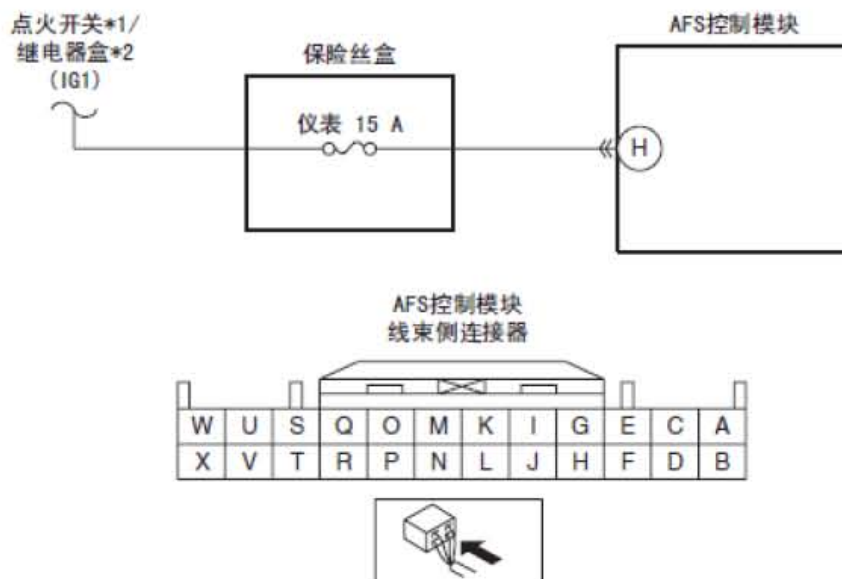 点火开关*1/
继电器盒*2
(IG1)
保险丝盒
AFS控制模块
仪表 15 A
H
AFS控制模块
线束侧连接器
W U S Q O M K I G E C A
X V T R P N L J H F D B